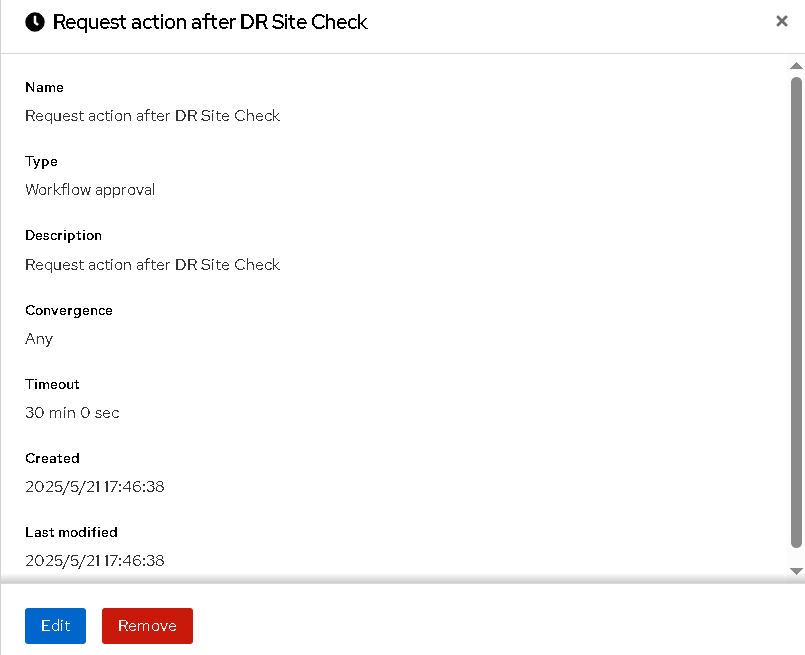 Request action after DR Site Check
Name
Request action after DR Site Check
Type
Workflow approval
Description
Request action after DR Site Check
Convergence
Any
Timeout
30 min 0 sec
Created
2025/5/21 17:46:38
Last modified
2025/5/21 17:46:38
Edit
Remove